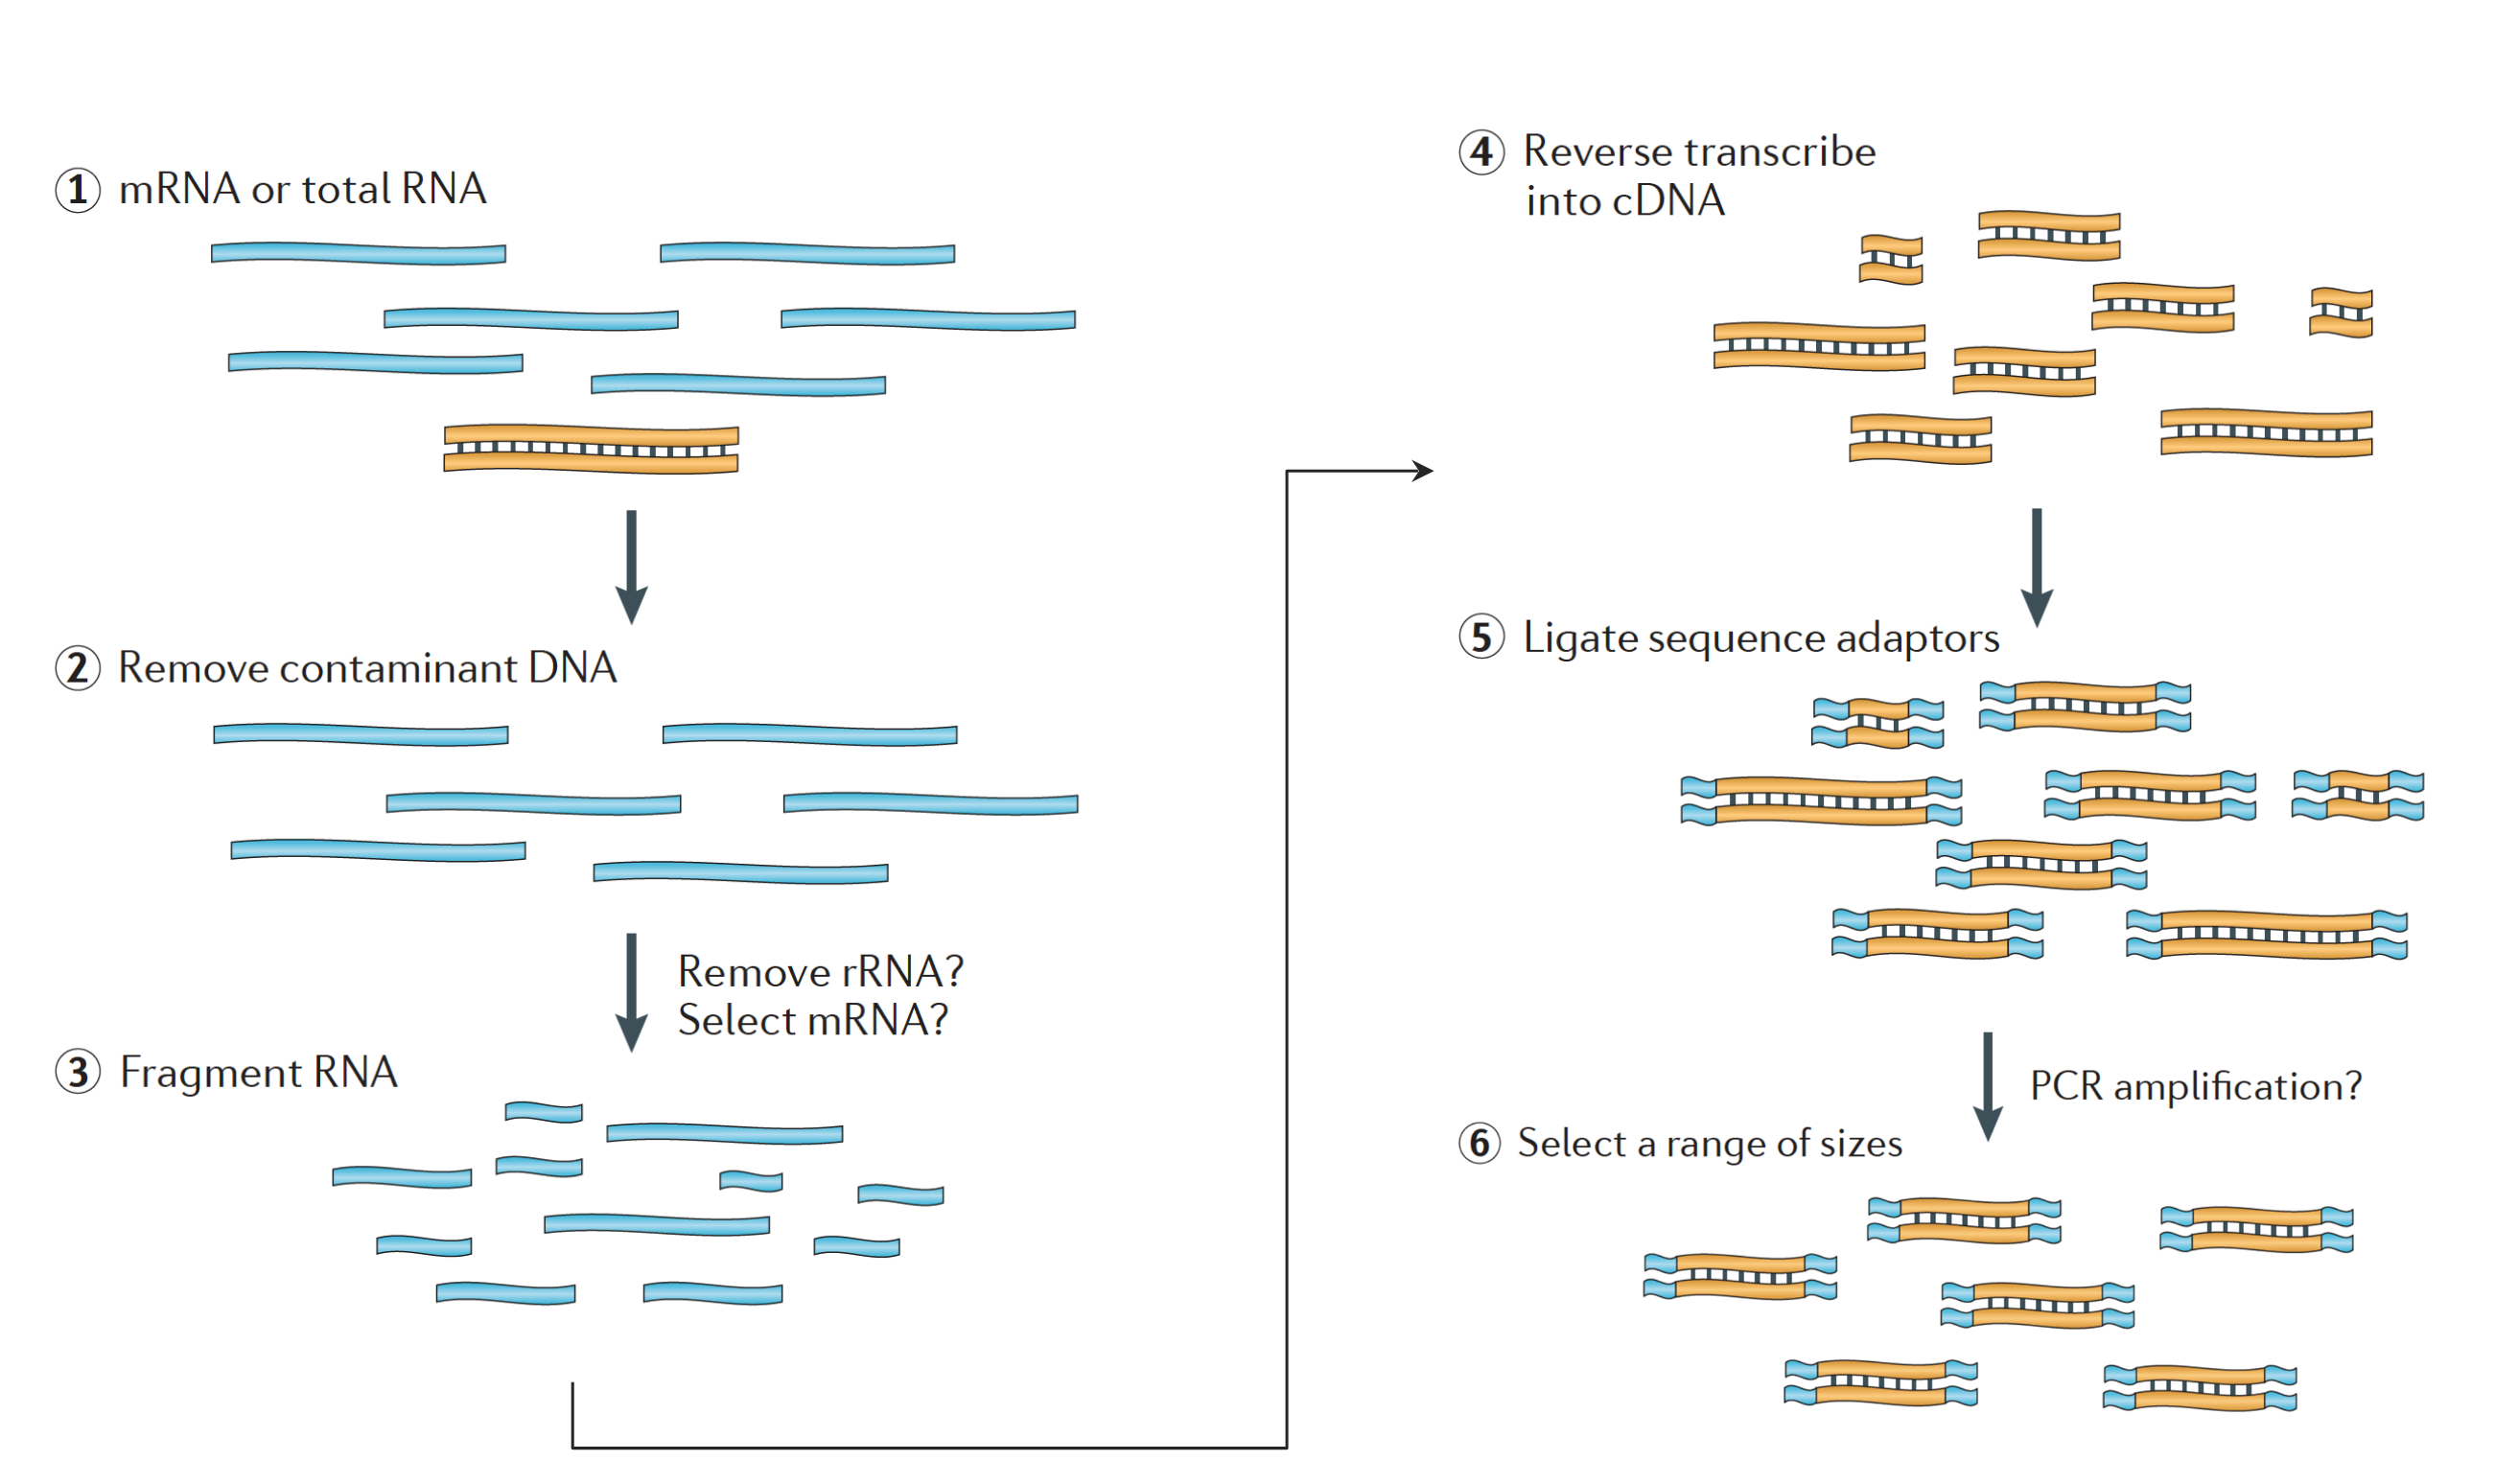 ① mRNA or total RNA
② Remove contaminant DNA
Remove rRNA?
Select mRNA?
③ Fragment RNA
④ Reverse transcribe
into cDNA
⑤ Ligate sequence adaptors
PCR amplification?
⑥ Select a range of sizes